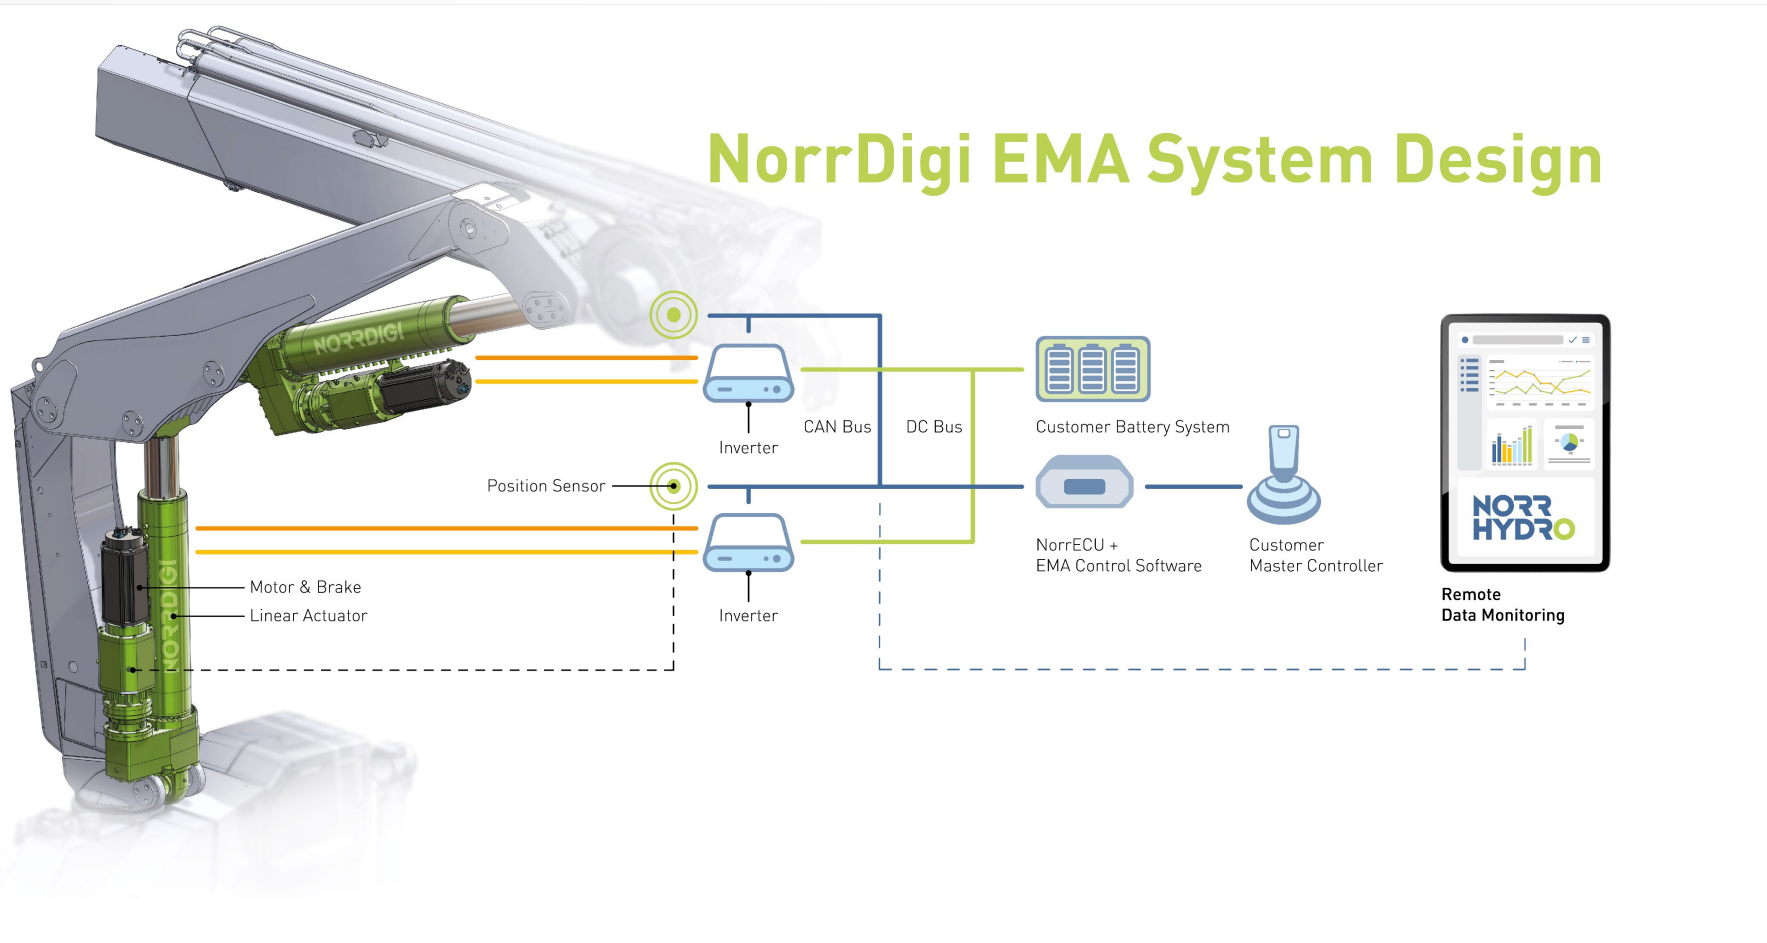 NorrDigi EMA System Design
NORRDIGI
CAN Bus
DC Bus
Inverter
Customer Battery System
Position Sensor
NorrECU +
EMA Control Software
Customer
Master Controller
NORR
HYDRO
Remote
Data Monitoring
Motor & Brake
Linear Actuator
Inverter
NORRDIGI